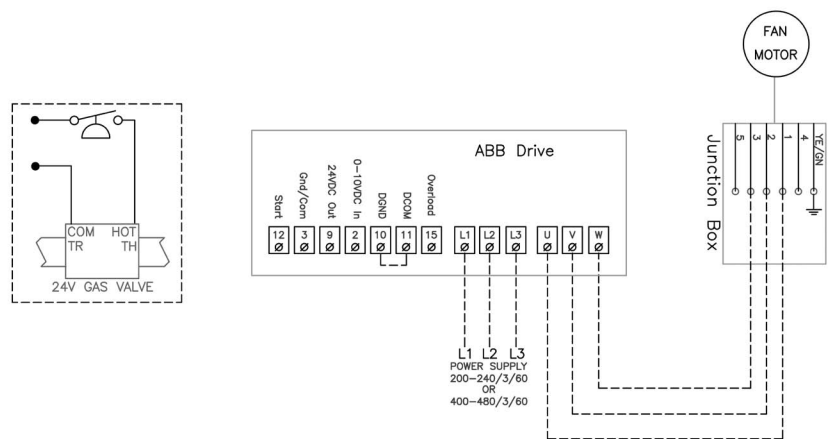 FAN
MOTOR
YE/GN
4
1
2
3
5
Junction Box
ABB Drive
Start
Gnd/Com
24VDC Out
0-10VDC In
DGND
DCOM
Overload
12
3
9
2
10
11
15
L1
L2
L3
U
V
W
COM HOT
TR TH
24V GAS VALVE
L1 L2 L3
POWER SUPPLY
200-240/3/60
OR
400-480/3/60